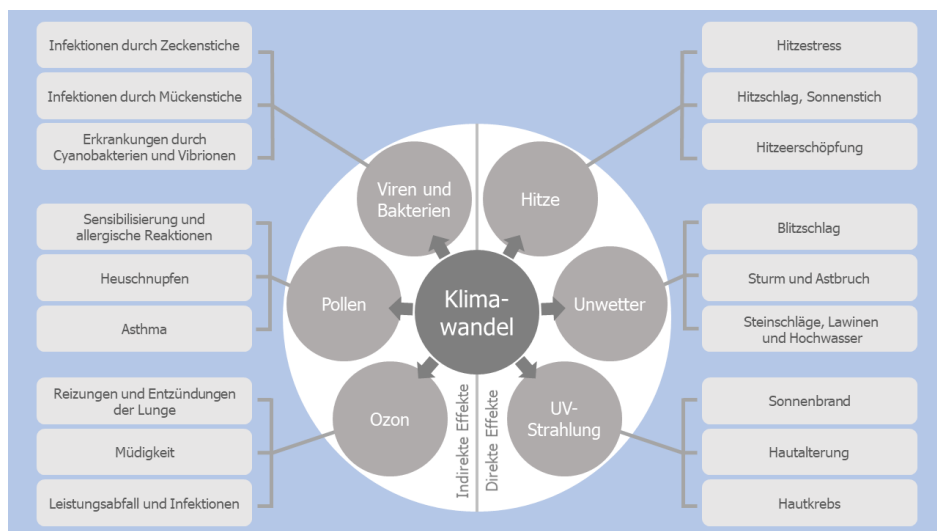 Infektionen durch Zeckenstiche
Infektionen durch Mückenstiche
Erkrankungen durch
Cyanobakterien und Vibrionen
Sensibilisierung und
allergische Reaktionen
Heuschnupfen
Asthma
Reizungen und Entzündungen
der Lunge
Müdigkeit
Leistungsabfall und Infektionen
Viren und
Bakterien
Pollen
Ozon
Klima-
wandel
Indirekte Effekte
Direkte Effekte
Hitze
Unwetter
UV-
Strahlung
Hitzestress
Hitzschlag, Sonnenstich
Hitzeerschöpfung
Blitzschlag
Sturm und Astbruch
Steinschläge, Lawinen
und Hochwasser
Sonnenbrand
Hautalterung
Hautkrebs